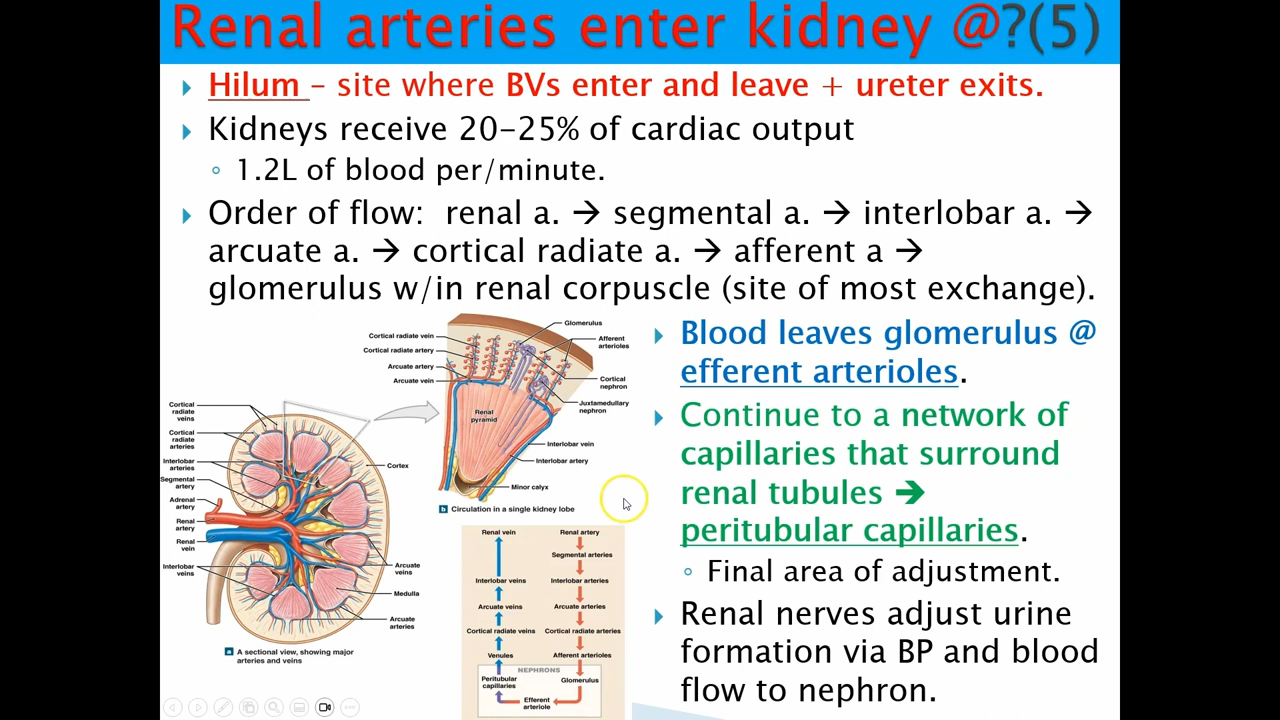 Renal arteries enter kidney @?(5)
Hilum – site where BVs enter and leave + ureter exits.
Kidneys receive 20–25% of cardiac output
1.2L of blood per/minute.
Order of flow: renal a. → segmental a. → interlobar a. →
arcuate a. → cortical radiate a. → afferent a →
glomerulus w/in renal corpuscle (site of most exchange).
Blood leaves glomerulus @
efferent arterioles.
Continue to a network of
capillaries that surround
renal tubules →
peritubular capillaries.
Final area of adjustment.
Renal nerves adjust urine
formation via BP and blood
flow to nephron.
Cortical
radiate
veins
Cortical
radiate
arteries
Interlobar
arteries
Segmental
artery
Adrenal
artery
Renal
artery
Renal
vein
Interlobar
veins
Cortex
Arcuate
veins
Medulla
Arcuate
arteries
a A sectional view, showing major
arteries and veins
Cortical radiate vein
Cortical radiate artery
Arcuate artery
Arcuate vein
Renal
pyramid
Glomerulus
Afferent
arterioles
Cortical
nephron
Juxtamedullary
nephron
Interlobar vein
Interlobar artery
Minor calyx
b Circulation in a single kidney lobe
Renal vein
Interlobar veins
Arcuate veins
Cortical radiate veins
Venules
Renal artery
Segmental arteries
Interlobar arteries
Arcuate arteries
Cortical radiate arteries
Afferent arterioles
NEPHRONS
Peritubular
capillaries
Glomerulus
Efferent
arteriole